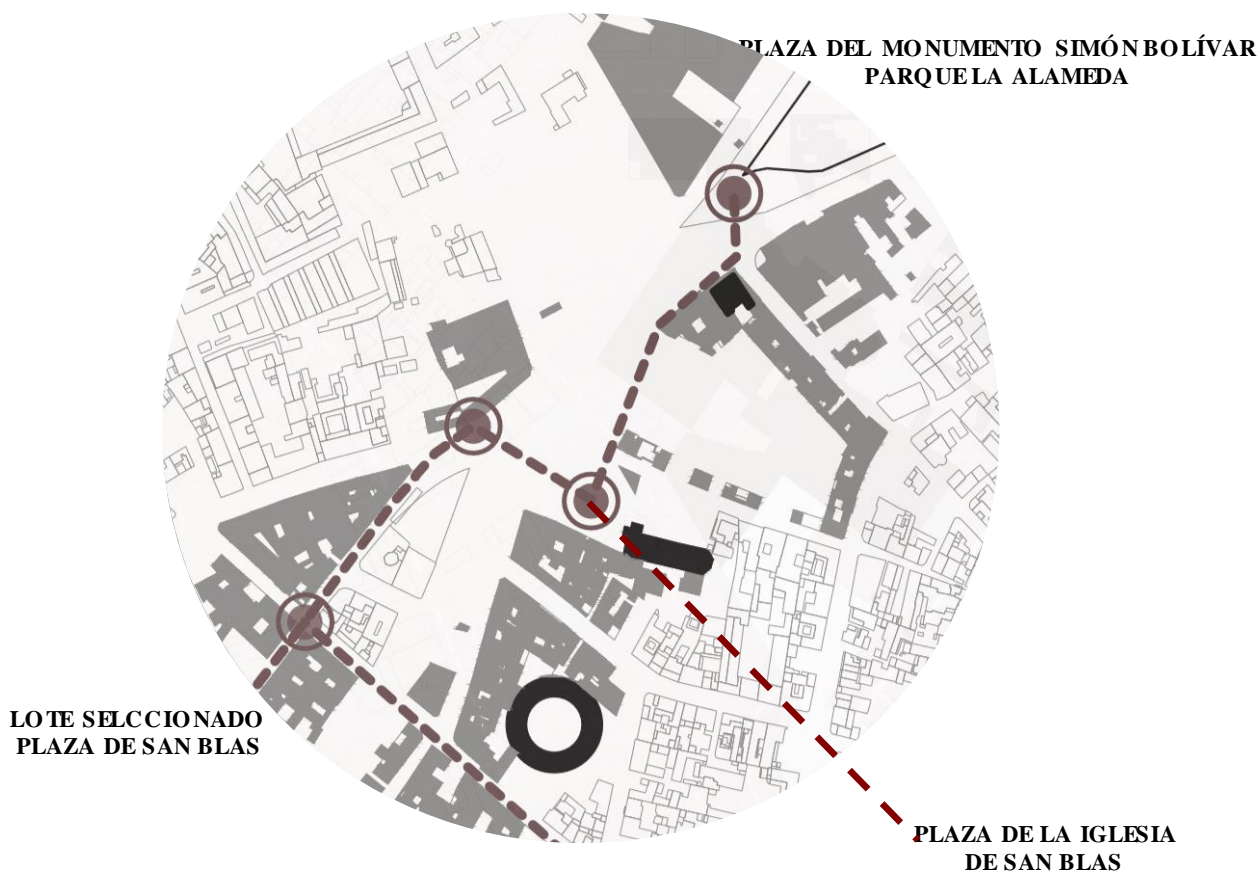 PLAZA DEL MONUMENTO SIMÓN BOLÍVAR
PARQUE LA ALAMEDA
LOTE SELCCIONADO
PLAZA DE SAN BLAS
PLAZA DE LA IGLESIA
DE SAN BLAS